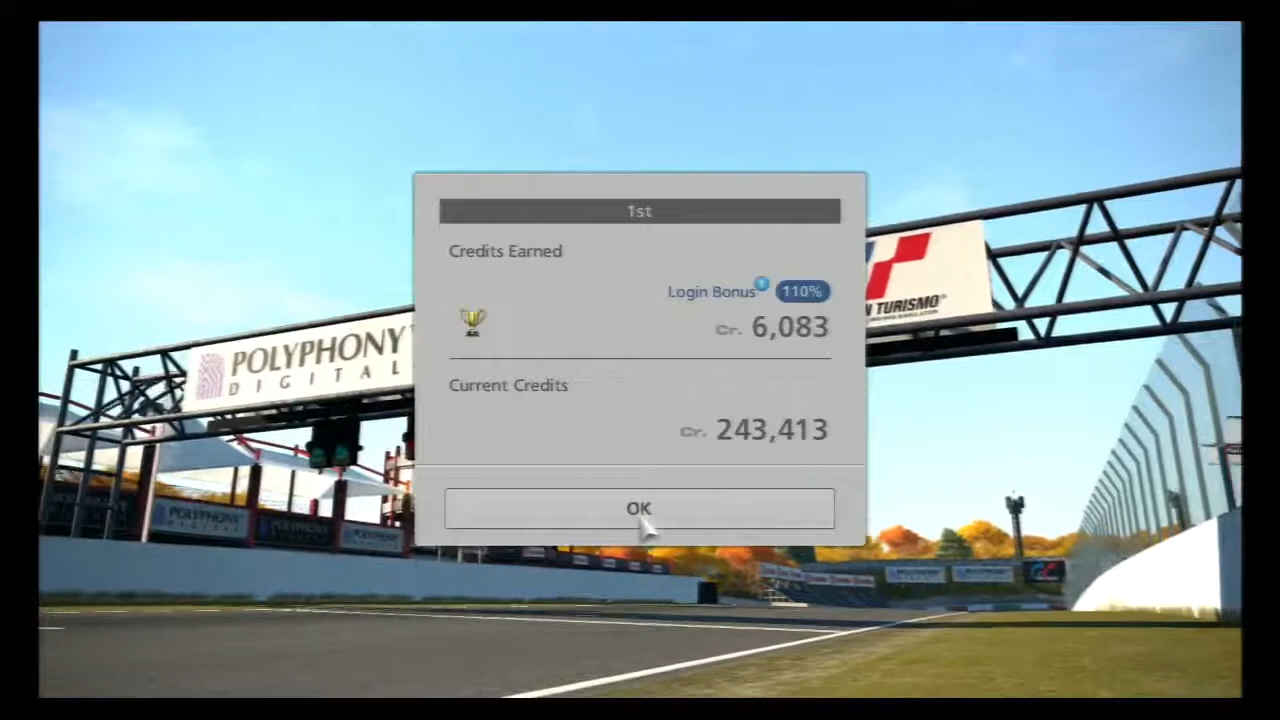 1st
Credits Earned
Login Bonus 110%
Cr. 6,083
Current Credits
Cr. 243,413
OK
POLYPHONY
DIGITAL
N TURISMO
POLYPHONY
POLYPHONY